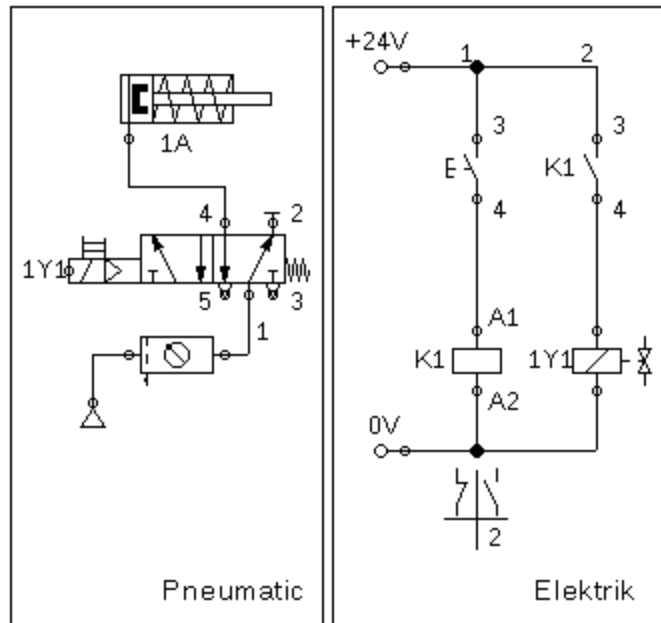 1A
4 2
1Y1
5 3
1
Pneumatic
+24V
1 2
3 3
E K1
4 4
A1
K1 1Y1
A2
0V
2
Elektrik